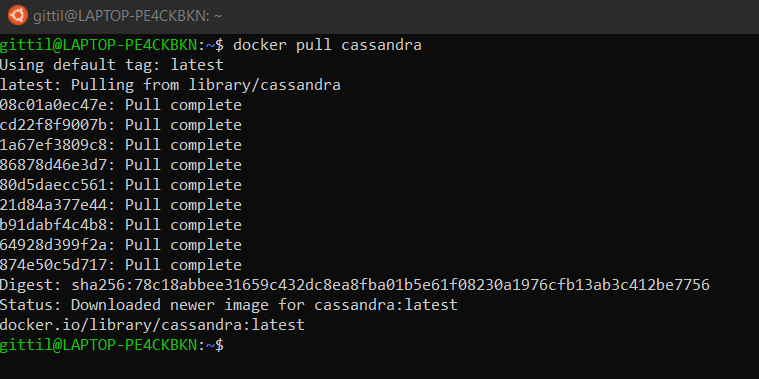 gittil@LAPTOP-PE4CKBKN: ~
gittil@LAPTOP-PE4CKBKN:~$ docker pull cassandra
Using default tag: latest
latest: Pulling from library/cassandra
08c01a0ec47e: Pull complete
cd22f8f9007b: Pull complete
1a67ef3809c8: Pull complete
86878d46e3d7: Pull complete
80d5daecc561: Pull complete
21d84a377e44: Pull complete
b91dabf4c4b8: Pull complete
64928d399f2a: Pull complete
874e50c5d717: Pull complete
Digest: sha256:78c18abbee31659c432dc8ea8fba01b5e61f08230a1976cfb13ab3c412be7756
Status: Downloaded newer image for cassandra:latest
docker.io/library/cassandra:latest
gittil@LAPTOP-PE4CKBKN:~$